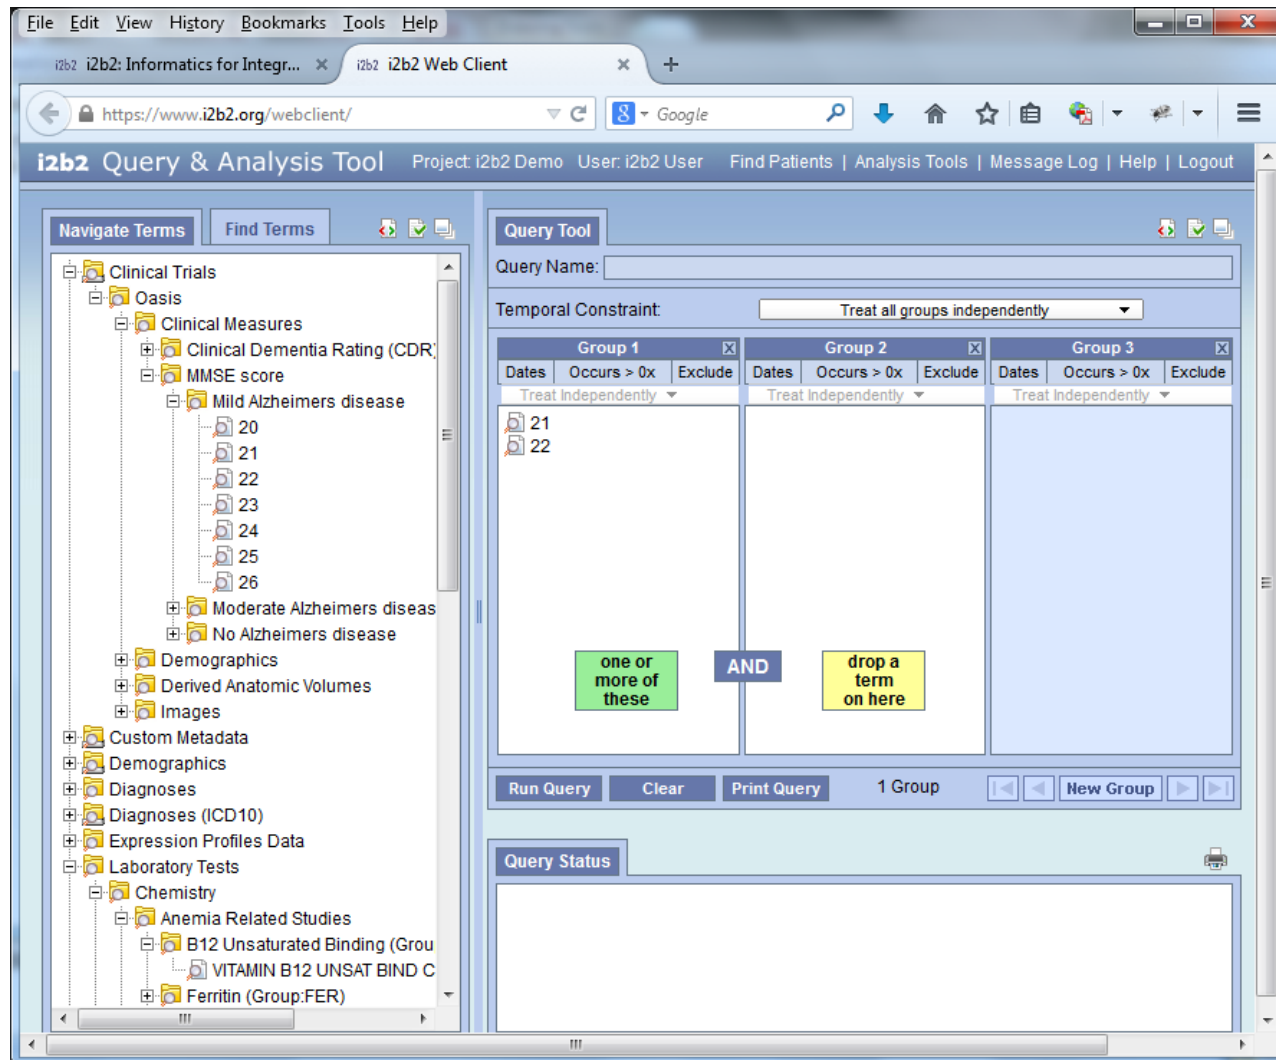 File Edit View History Bookmarks Tools Help
i2b2 i2b2: Informatics for Integr... i2b2 i2b2 Web Client
https://www.i2b2.org/webclient/ 8 Google
i2b2 Query & Analysis Tool Project: i2b2 Demo User: i2b2 User Find Patients | Analysis Tools | Message Log | Help | Logout
Navigate Terms Find Terms
Clinical Trials
Oasis
Clinical Measures
Clinical Dementia Rating (CDR)
MMSE score
Mild Alzheimers disease
20
21
22
23
24
25
26
Moderate Alzheimers diseas
No Alzheimers disease
Demographics
Derived Anatomic Volumes
Images
Custom Metadata
Demographics
Diagnoses
Diagnoses (ICD10)
Expression Profiles Data
Laboratory Tests
Chemistry
Anemia Related Studies
B12 Unsaturated Binding (Grou
VITAMIN B12 UNSAT BIND C
Ferritin (Group:FER)
Query Tool
Query Name:
Temporal Constraint: Treat all groups independently
Group 1 Group 2 Group 3
Dates Occurs > 0x Exclude Dates Occurs > 0x Exclude Dates Occurs > 0x Exclude
Treat Independently Treat Independently Treat Independently
21
22
one or
more of
these
AND
drop a
term
on here
Run Query Clear Print Query 1 Group New Group
Query Status